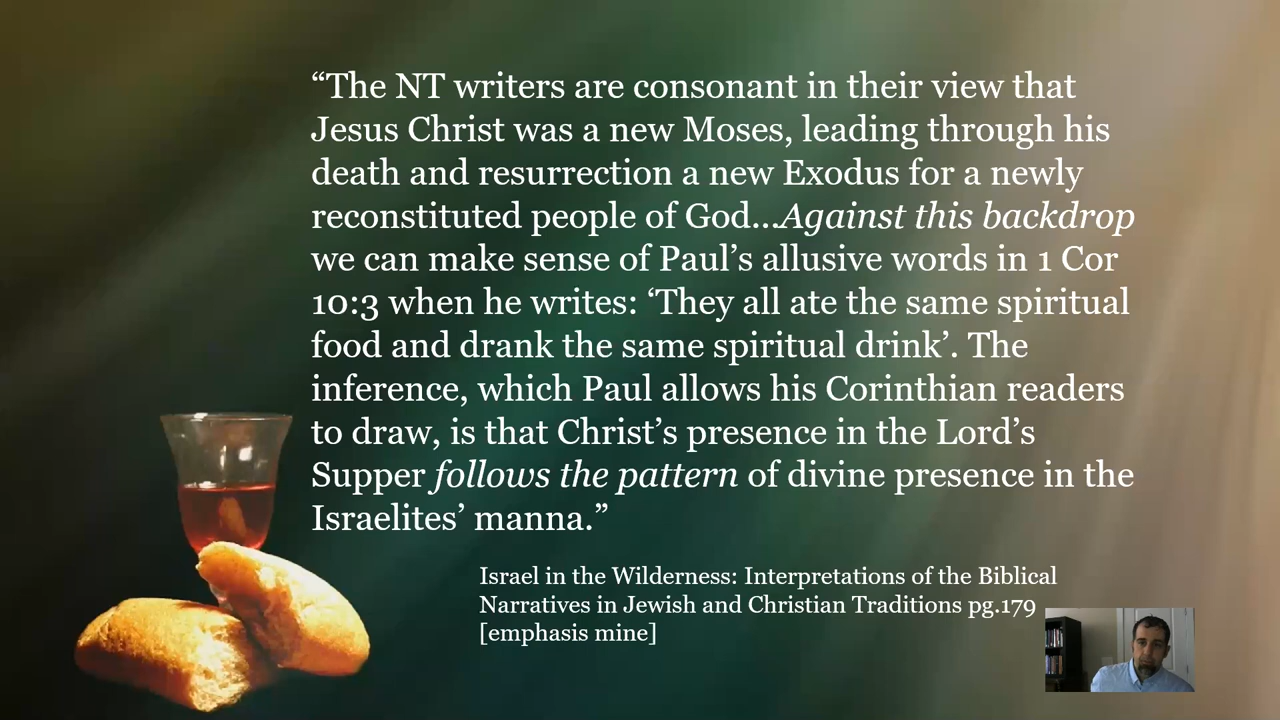 “The NT writers are consonant in their view that
Jesus Christ was a new Moses, leading through his
death and resurrection a new Exodus for a newly
reconstituted people of God...Against this backdrop
we can make sense of Paul’s allusive words in 1 Cor
10:3 when he writes: ‘They all ate the same spiritual
food and drank the same spiritual drink’. The
inference, which Paul allows his Corinthian readers
to draw, is that Christ’s presence in the Lord’s
Supper follows the pattern of divine presence in the
Israelites’ manna.”
Israel in the Wilderness: Interpretations of the Biblical
Narratives in Jewish and Christian Traditions pg.179
[emphasis mine]